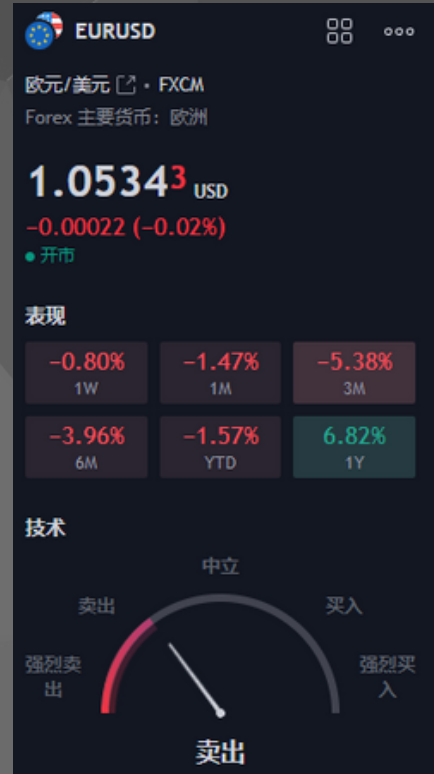 EURUSD
欧元/美元 • FXCM
Forex 主要货币：欧洲
1.05343 USD
−0.00022 (−0.02%)
开市
表现
−0.80% −1.47% −5.38%
1W 1M 3M
−3.96% −1.57% 6.82%
6M YTD 1Y
技术
中立
卖出 买入
强烈卖出 强烈买入
卖出